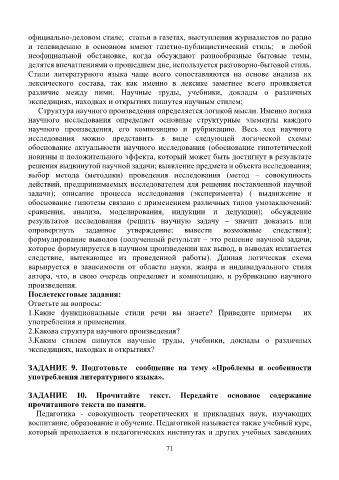 официально-деловом стиле;  статьи в газетах, выступления журналистов по радио
и телевидению в основном имеют газетно-публицистический стиль;  в любой
неофициальной обстановке, когда обсуждают разнообразные бытовые темы,
делятся впечатлениями о прошедшем дне, используется разговорно-бытовой стиль.
Стили литературного языка чаще всего сопоставляются на основе анализа их
лексического состава, так как именно в лексике заметнее всего проявляется
различие между ними. Научные труды, учебники, доклады о различных
экспедициях, находках и открытиях пишутся научным стилем;
Структура научного произведения определяется логикой мысли. Именно логика
научного исследования определяет основные структурные элементы каждого
научного произведения, его композицию и рубрикацию. Весь ход научного
исследования можно представить в виде следующей логической схемы:
обоснование актуальности научного исследования (обоснование гипотетической
новизны и положительного эффекта, который может быть достигнут в результате
решения выдвинутой научной задачи; выявление предмета и объекта исследования;
выбор метода (методики) проведения исследования (метод – совокупность
действий, предпринимаемых исследователем для решения поставленной научной
задачи); описание процесса исследования (эксперимента) ( выдвижение и
обоснование гипотезы связано с применением различных типов умозаключений:
сравнения, анализа, моделирования, индукции и дедукции); обсуждение
результатов исследования (решить научную задачу – значит доказать или
опровергнуть заданное утверждение; вывести возможные следствия);
формулирование выводов (полученный результат – это решение научной задачи,
которое формулируется в научном произведении как вывод, в выводах излагается
следствие, вытекающее из проведенной работы). Данная логическая схема
варьируется в зависимости от области науки, жанра и индивидуального стиля
автора, что, в свою очередь определяет и композицию, и рубрикацию научного
произведения.
Послетекстовые задания:
Ответьте на вопросы:
1.Какие функциональные стили речи вы знаете? Приведите примеры их
употребления и применения.
2.Какова структура научного произведения?
3.Каким стилем пишутся научные труды, учебники, доклады о различных
экспедициях, находках и открытиях?
ЗАДАНИЕ 9. Подготовьте сообщение на тему «Проблемы и особенности
употребления литературного языка».
ЗАДАНИЕ 10. Прочитайте текст. Передайте основное содержание
прочитанного текста по памяти.
Педагогика - совокупность теоретических и прикладных наук, изучающих
воспитание, образование и обучение. Педагогикой называется также учебный курс,
который преподается в педагогических институтах и других учебных заведениях
71